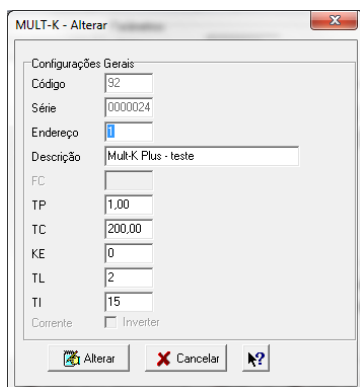 MULT-K - Alterar
Configurações Gerais
Código 92
Série 0000024
Endereço 1
Descrição Mult-K Plus - teste
FC
TP 1,00
TC 200,00
KE 0
TL 2
TI 15
Corrente Inverter
Alterar Cancelar ?